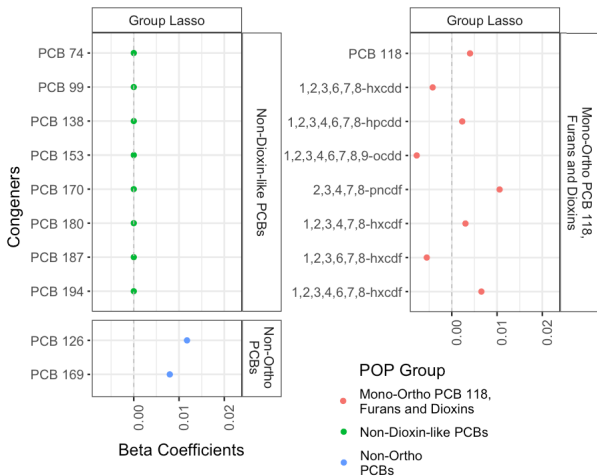 Group Lasso
Congeners
PCB 74
PCB 99
PCB 138
PCB 153
PCB 170
PCB 180
PCB 187
PCB 194
Non-Dioxin-like PCBs
PCB 126
PCB 169
Non-Ortho
PCBs
0.00
0.01
0.02
Beta Coefficients
Group Lasso
PCB 118
1,2,3,6,7,8-hxcdd
1,2,3,4,6,7,8-hpcdd
1,2,3,4,6,7,8,9-ocdd
2,3,4,7,8-pncdf
1,2,3,4,7,8-hxcdf
1,2,3,6,7,8-hxcdf
1,2,3,4,6,7,8-hxcdf
Mono-Ortho PCB 118,
Furans and Dioxins
0.00
0.01
0.02
POP Group
Mono-Ortho PCB 118,
Furans and Dioxins
Non-Dioxin-like PCBs
Non-Ortho
PCBs